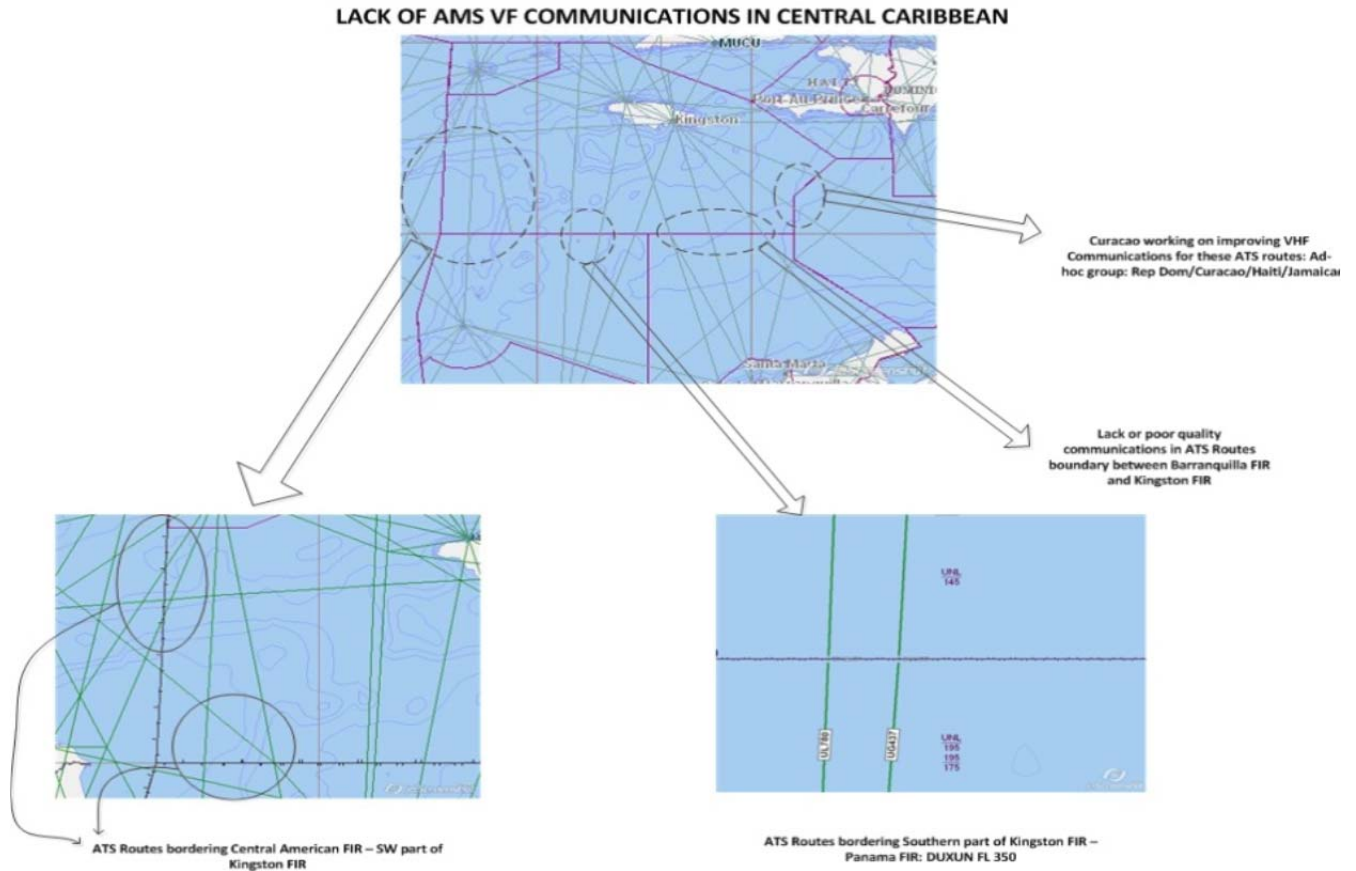 LACK OF AMS VF COMMUNICATIONS IN CENTRAL CARIBBEAN
MUCU
HAITI
Port Au Prince
Carrefour
Kingston
Santa Marta
Curacao working on improving VHF
Communications for these ATS routes: Ad-
hoc group: Rep Dom/Curacao/Haiti/Jamaica
Lack or poor quality
communications in ATS Routes
boundary between Barranquilla FIR
and Kingston FIR
UNL
145
UL780
UG437
UNL
195
195
175
ATS Routes bordering Central American FIR – SW part of
Kingston FIR
ATS Routes bordering Southern part of Kingston FIR –
Panama FIR: DUXUN FL 350